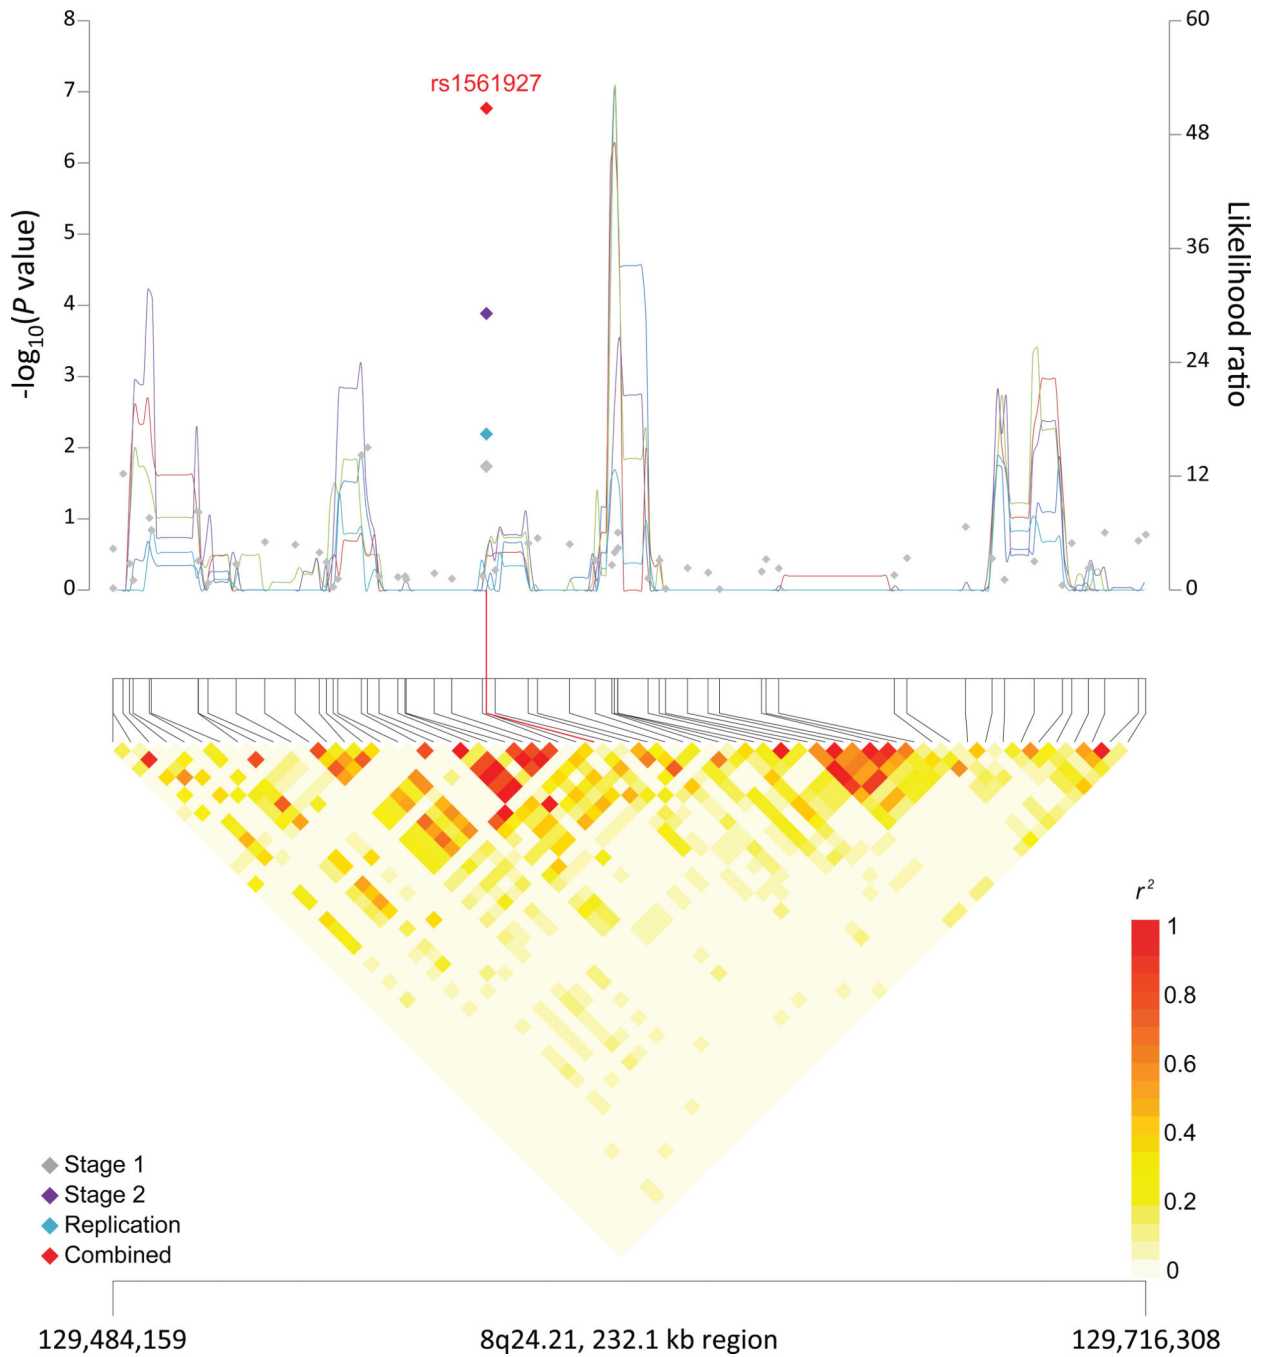 8
7
6
5
4
3
2
1
0
-log10(P value)
rs1561927
60
48
36
24
12
0
Likelihood ratio
r²
1
0.8
0.6
0.4
0.2
0
Stage 1
Stage 2
Replication
Combined
129,484,159
8q24.21, 232.1 kb region
129,716,308